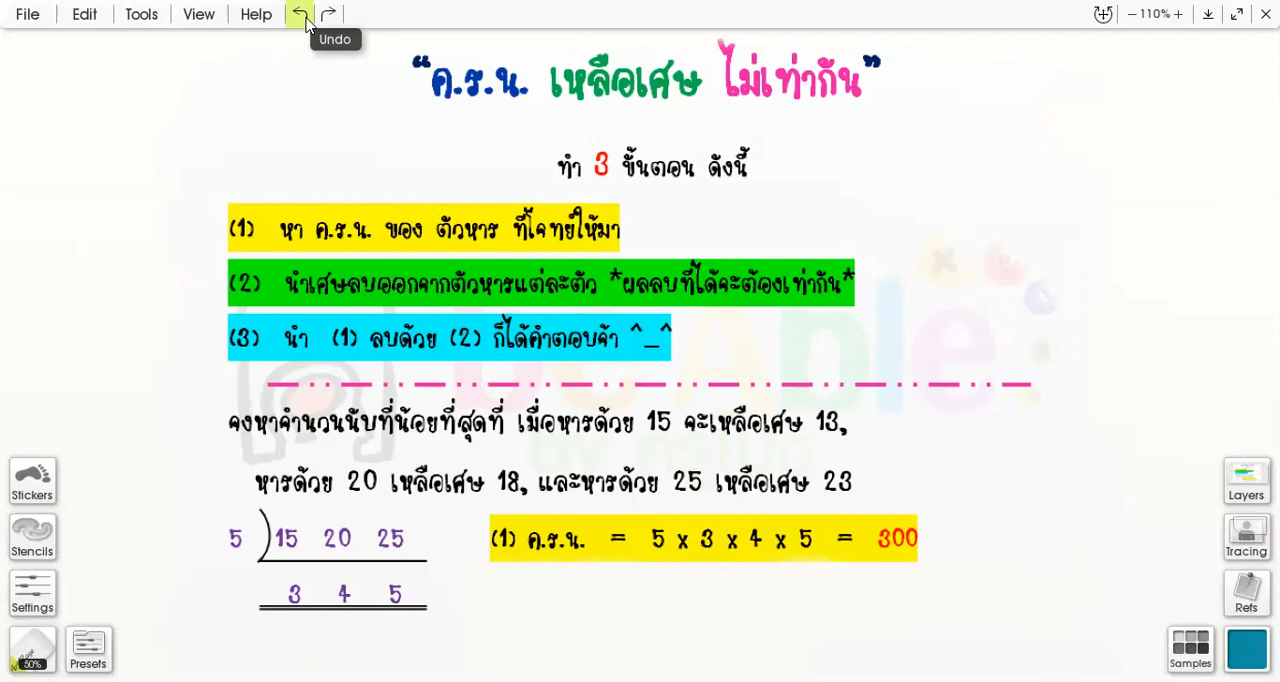 File Edit Tools View Help − 110% +
Undo
“ค.ร.น. เหลือเศษ ไม่เท่ากัน”
ทำ 3 ขั้นตอน ดังนี้
(1) หา ค.ร.น. ของ ตัวหาร ที่โจทย์ให้มา
(2) นำเศษลบออกจากตัวหารแต่ละตัว *ผลลบที่ได้จะต้องเท่ากัน*
(3) นำ (1) ลบด้วย (2) ก็ได้คำตอบจ้า ^_^
จงหาจำนวนนับที่น้อยที่สุดที่ เมื่อหารด้วย 15 จะเหลือเศษ 13,
หารด้วย 20 เหลือเศษ 18, และหารด้วย 25 เหลือเศษ 23
5 )15 20 25
3 4 5
(1) ค.ร.น. = 5 x 3 x 4 x 5 = 300
Stickers
Stencils
Settings
50%
Presets
Layers
Tracing
Refs
Samples